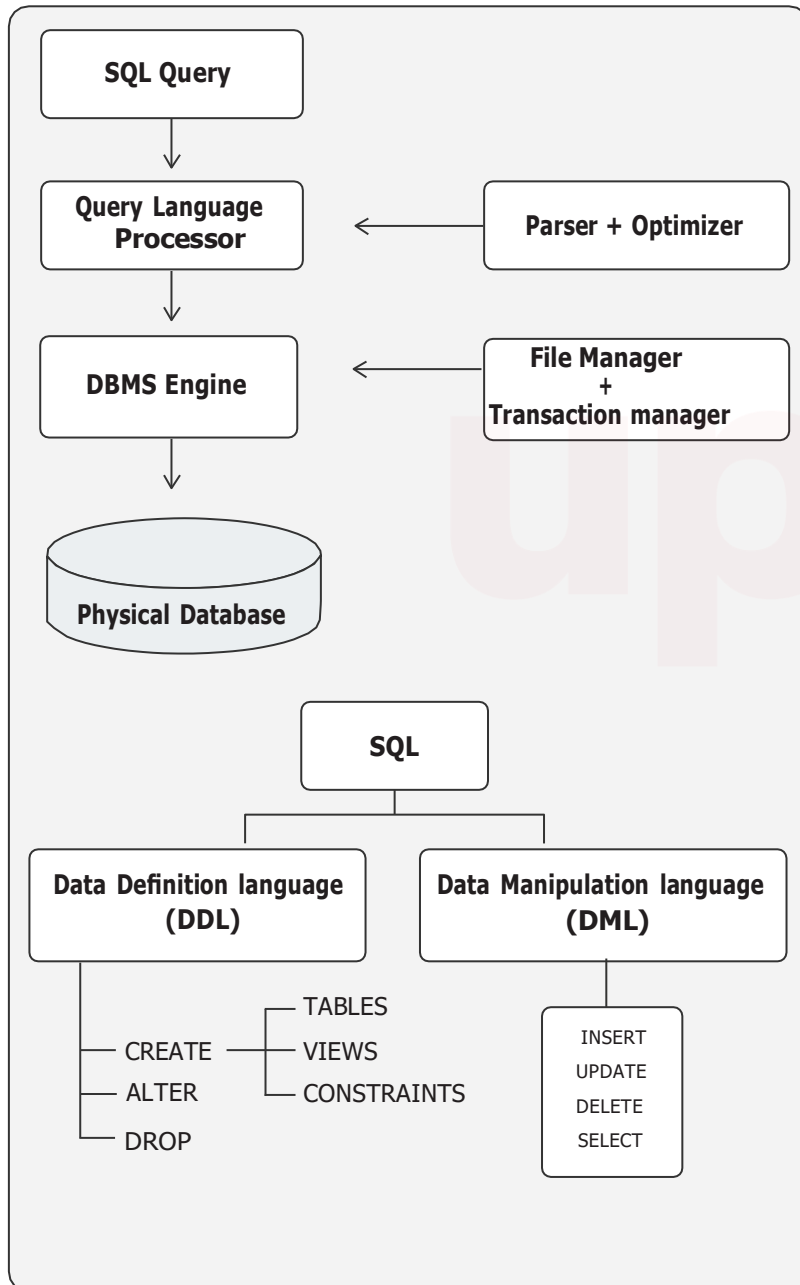 SQL Query
Query Language
Processor
Parser + Optimizer
DBMS Engine
File Manager
+
Transaction manager
Physical Database
SQL
Data Definition language
(DDL)
Data Manipulation language
(DML)
TABLES
CREATE
VIEWS
ALTER
CONSTRAINTS
DROP
INSERT
UPDATE
DELETE
SELECT
up